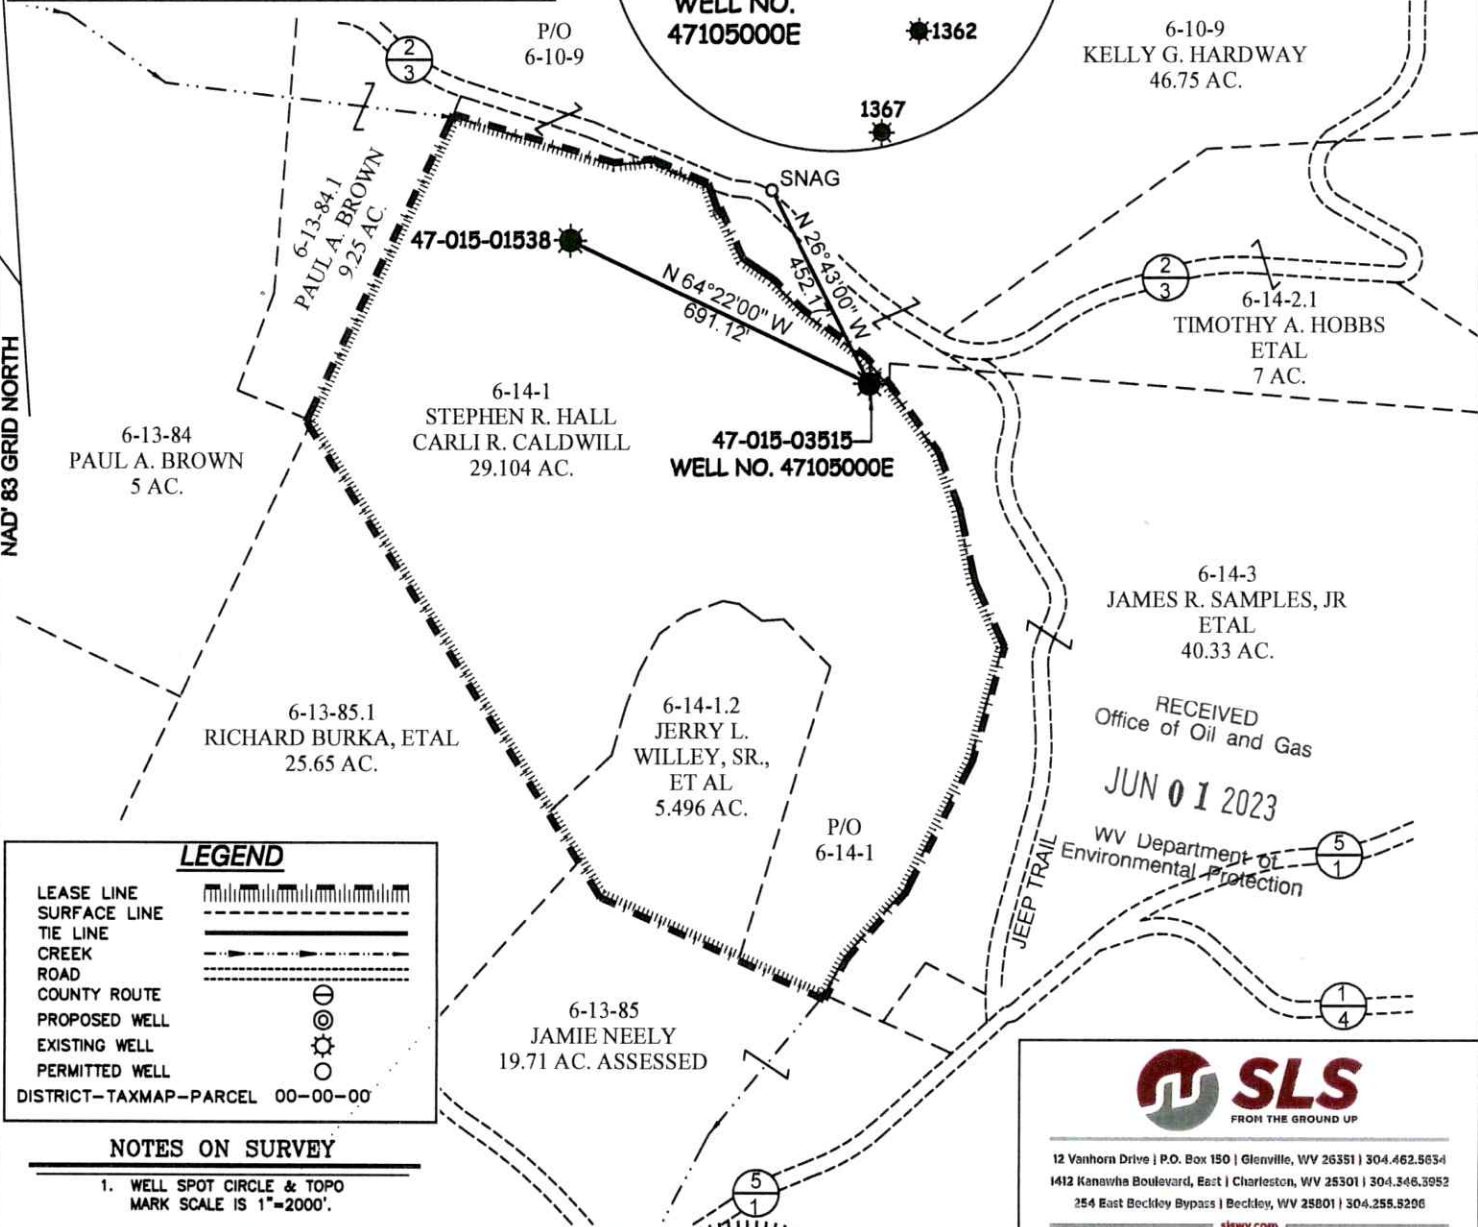 WELL NO.
47105000E
1362
1367
P/O
6-10-9
2
3
6-10-9
KELLY G. HARDWAY
46.75 AC.
SNAG
6-13-84.1
PAUL A. BROWN
9.25 AC.
47-015-01538
N 64°22'00" W
691.12'
N 26°43'00" W
452.17'
2
3
6-14-2.1
TIMOTHY A. HOBBS
ETAL
7 AC.
NAD' 83 GRID NORTH
6-13-84
PAUL A. BROWN
5 AC.
6-14-1
STEPHEN R. HALL
CARLI R. CALDWILL
29.104 AC.
47-015-03515
WELL NO. 47105000E
6-14-3
JAMES R. SAMPLES, JR
ETAL
40.33 AC.
6-13-85.1
RICHARD BURKA, ETAL
25.65 AC.
6-14-1.2
JERRY L.
WILLEY, SR.,
ET AL
5.496 AC.
P/O
6-14-1
RECEIVED
Office of Oil and Gas
JUN 01 2023
WV Department of
Environmental Protection
JEEP TRAIL
5
1
1
4
6-13-85
JAMIE NEELY
19.71 AC. ASSESSED
5
1
LEGEND
LEASE LINE
SURFACE LINE
TIE LINE
CREEK
ROAD
COUNTY ROUTE
PROPOSED WELL
EXISTING WELL
PERMITTED WELL
DISTRICT-TAXMAP-PARCEL 00-00-00
NOTES ON SURVEY
1. WELL SPOT CIRCLE & TOPO
MARK SCALE IS 1"=2000'.
SLS
FROM THE GROUND UP
12 Vanhorn Drive | P.O. Box 150 | Glenville, WV 26351 | 304.462.5634
1412 Kanawha Boulevard, East | Charleston, WV 25301 | 304.346.3952
254 East Beckley Bypass | Beckley, WV 25801 | 304.255.5296
slswv.com